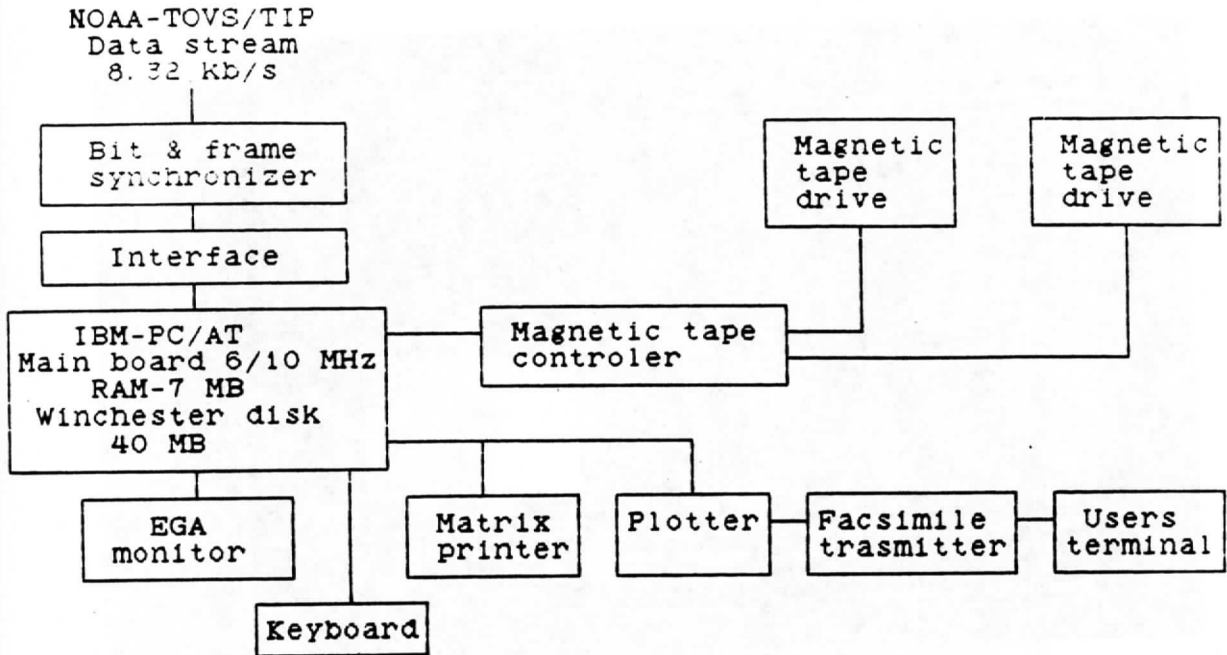 NOAA-TOVS/TIP
Data stream
8.32 kb/s
Bit & frame
synchronizer
Interface
IBM-PC/AT
Main board 6/10 MHz
RAM-7 MB
Winchester disk
40 MB
Magnetic tape
controler
Magnetic
tape
drive
Magnetic
tape
drive
EGA
monitor
Keyboard
Matrix
printer
Plotter
Facsimile
trasmitter
Users
terminal